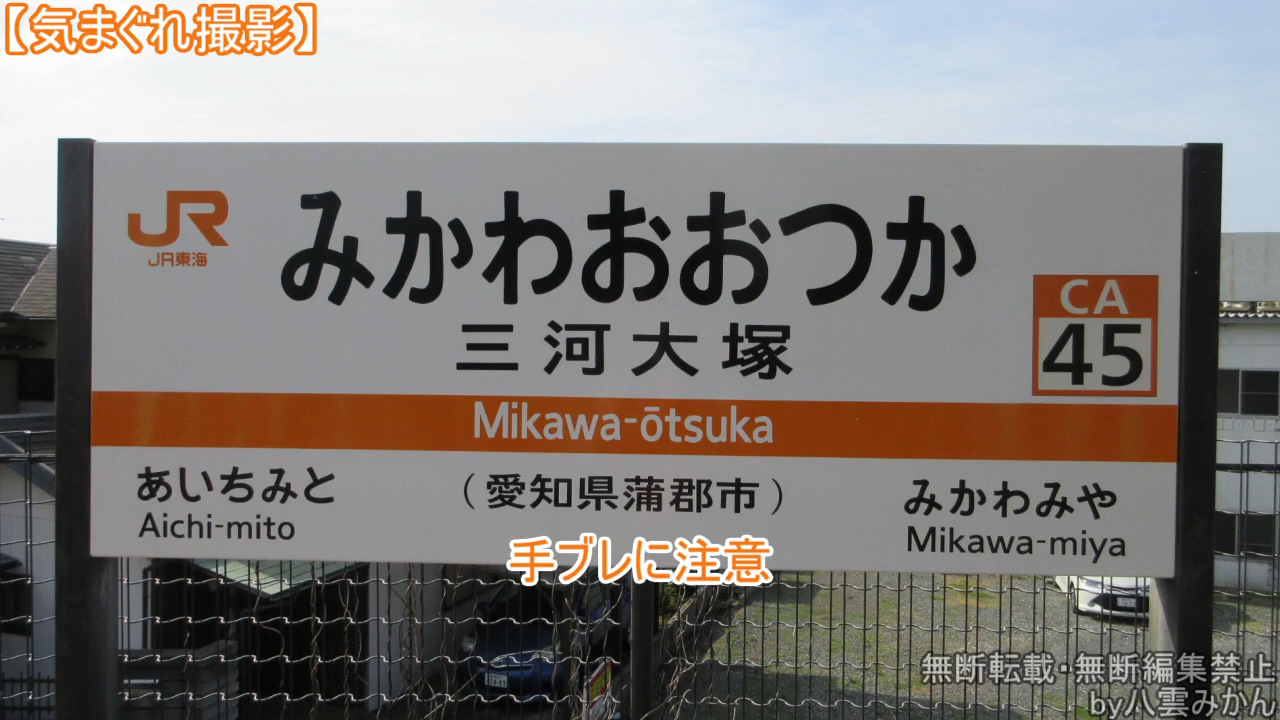 【気まぐれ撮影】
JR
JR東海
みかわおおつか
三河大塚
CA
45
Mikawa-ōtsuka
あいちみと
Aichi-mito
(愛知県蒲郡市)
みかわみや
Mikawa-miya
手ブレに注意
無断転載・無断編集禁止
by八雲みかん